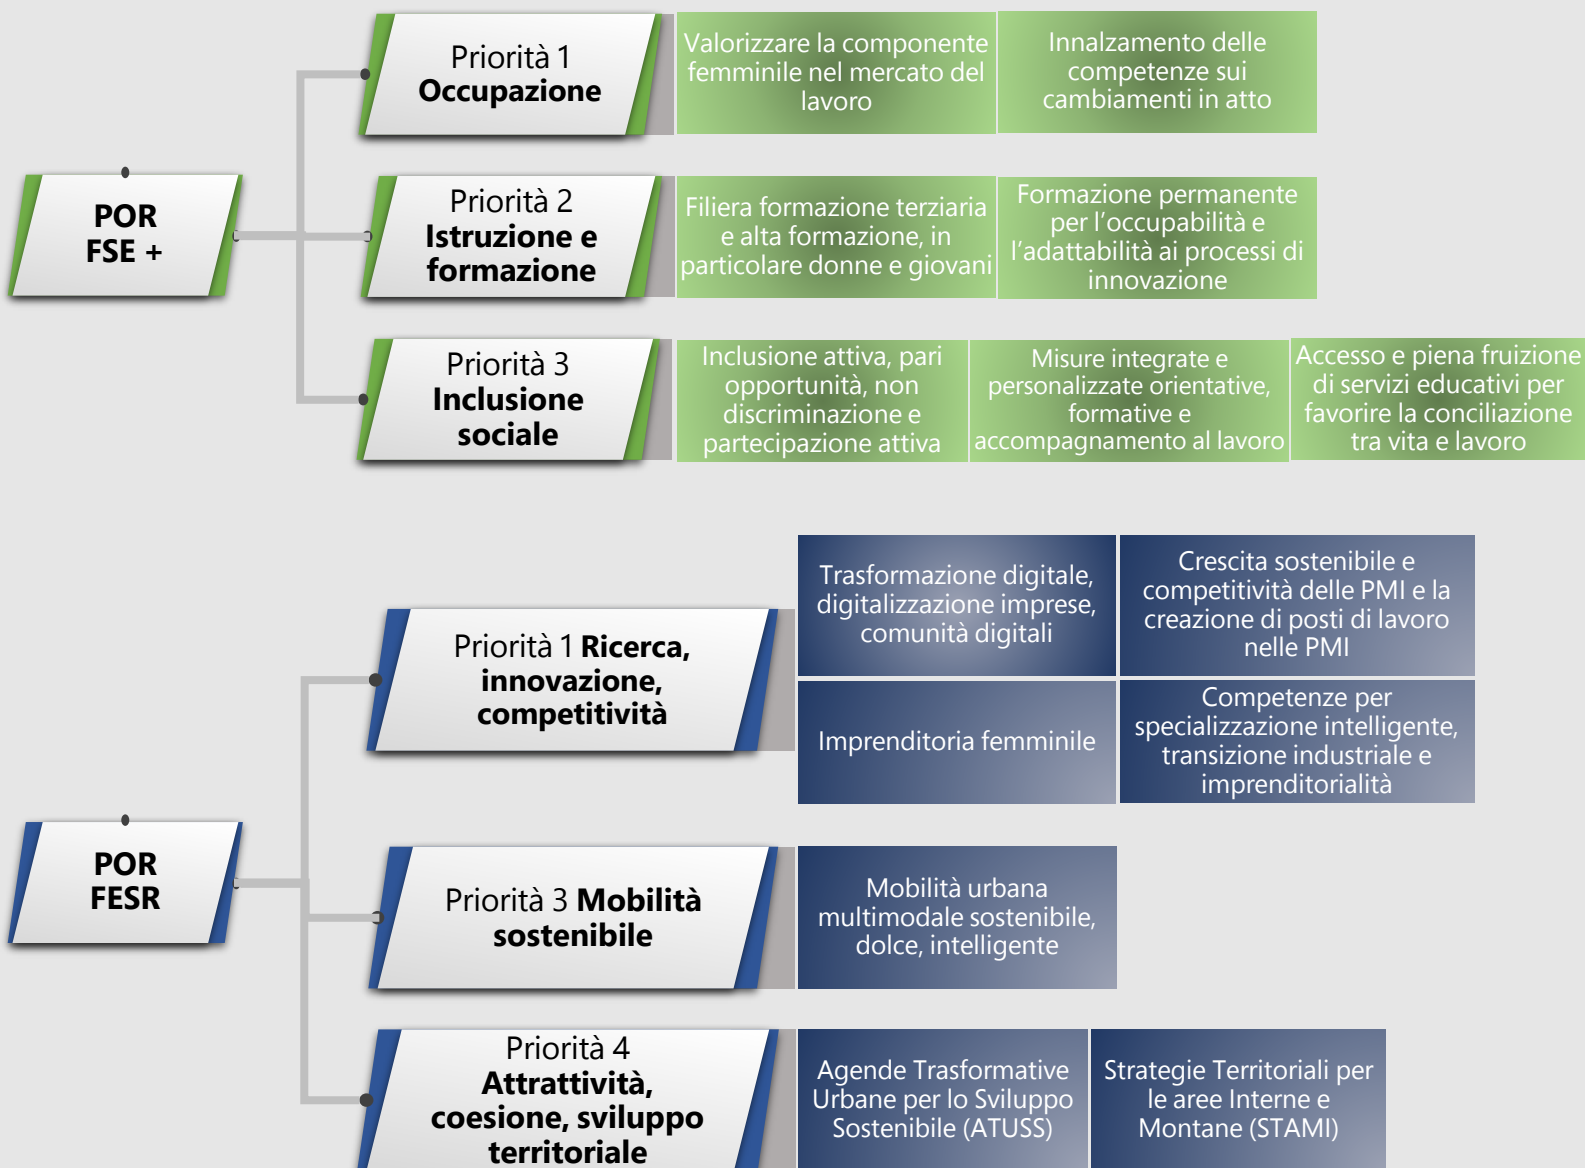 POR
FSE +
Priorità 1
Occupazione
Valorizzare la componente
femminile nel mercato del
lavoro
Innalzamento delle
competenze sui
cambiamenti in atto
Priorità 2
Istruzione e
formazione
Filiera formazione terziaria
e alta formazione, in
particolare donne e giovani
Formazione permanente
per l’occupabilità e
l’adattabilità ai processi di
innovazione
Priorità 3
Inclusione
sociale
Inclusione attiva, pari
opportunità, non
discriminazione e
partecipazione attiva
Misure integrate e
personalizzate orientative,
formative e
accompagnamento al lavoro
Accesso e piena fruizione
di servizi educativi per
favorire la conciliazione
tra vita e lavoro
POR
FESR
Priorità 1 Ricerca,
innovazione,
competitività
Trasformazione digitale,
digitalizzazione imprese,
comunità digitali
Crescita sostenibile e
competitività delle PMI e la
creazione di posti di lavoro
nelle PMI
Imprenditoria femminile
Competenze per
specializzazione intelligente,
transizione industriale e
imprenditorialità
Priorità 3 Mobilità
sostenibile
Mobilità urbana
multimodale sostenibile,
dolce, intelligente
Priorità 4
Attrattività,
coesione, sviluppo
territoriale
Agende Trasformative
Urbane per lo Sviluppo
Sostenibile (ATUSS)
Strategie Territoriali per
le aree Interne e
Montane (STAMI)